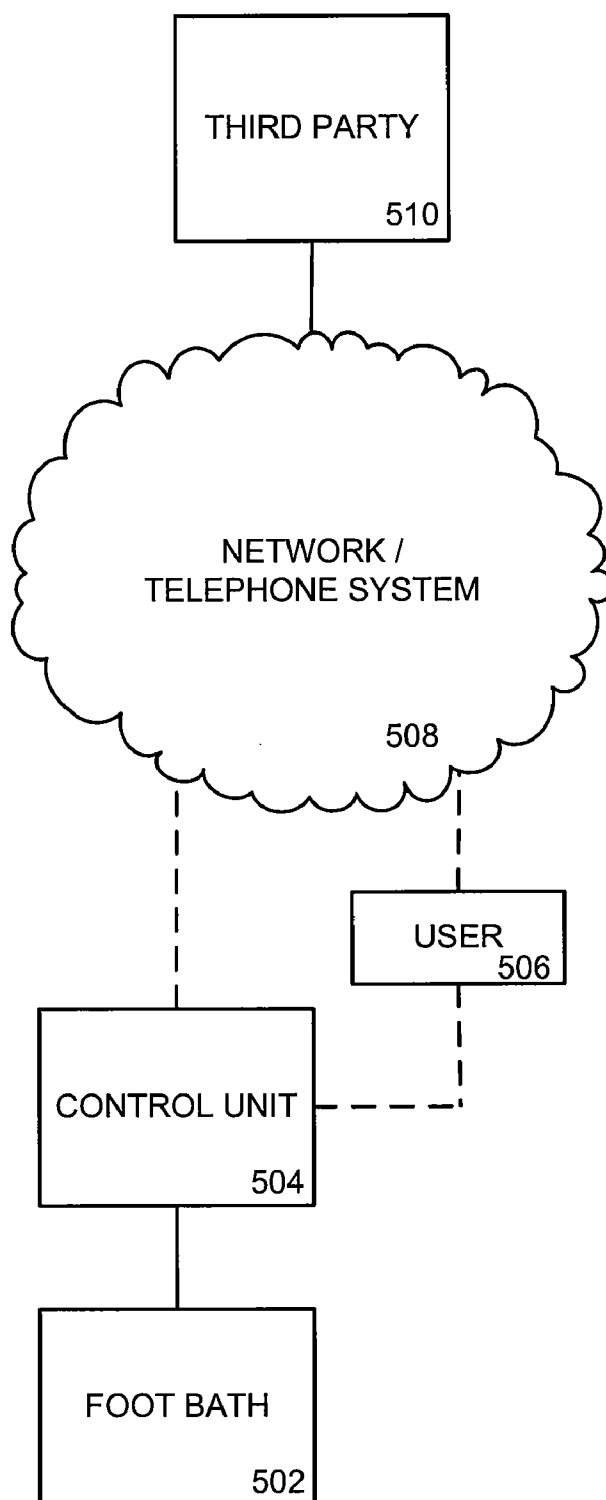 THIRD PARTY
510
NETWORK /
TELEPHONE SYSTEM
508
USER
506
CONTROL UNIT
504
FOOT BATH
502